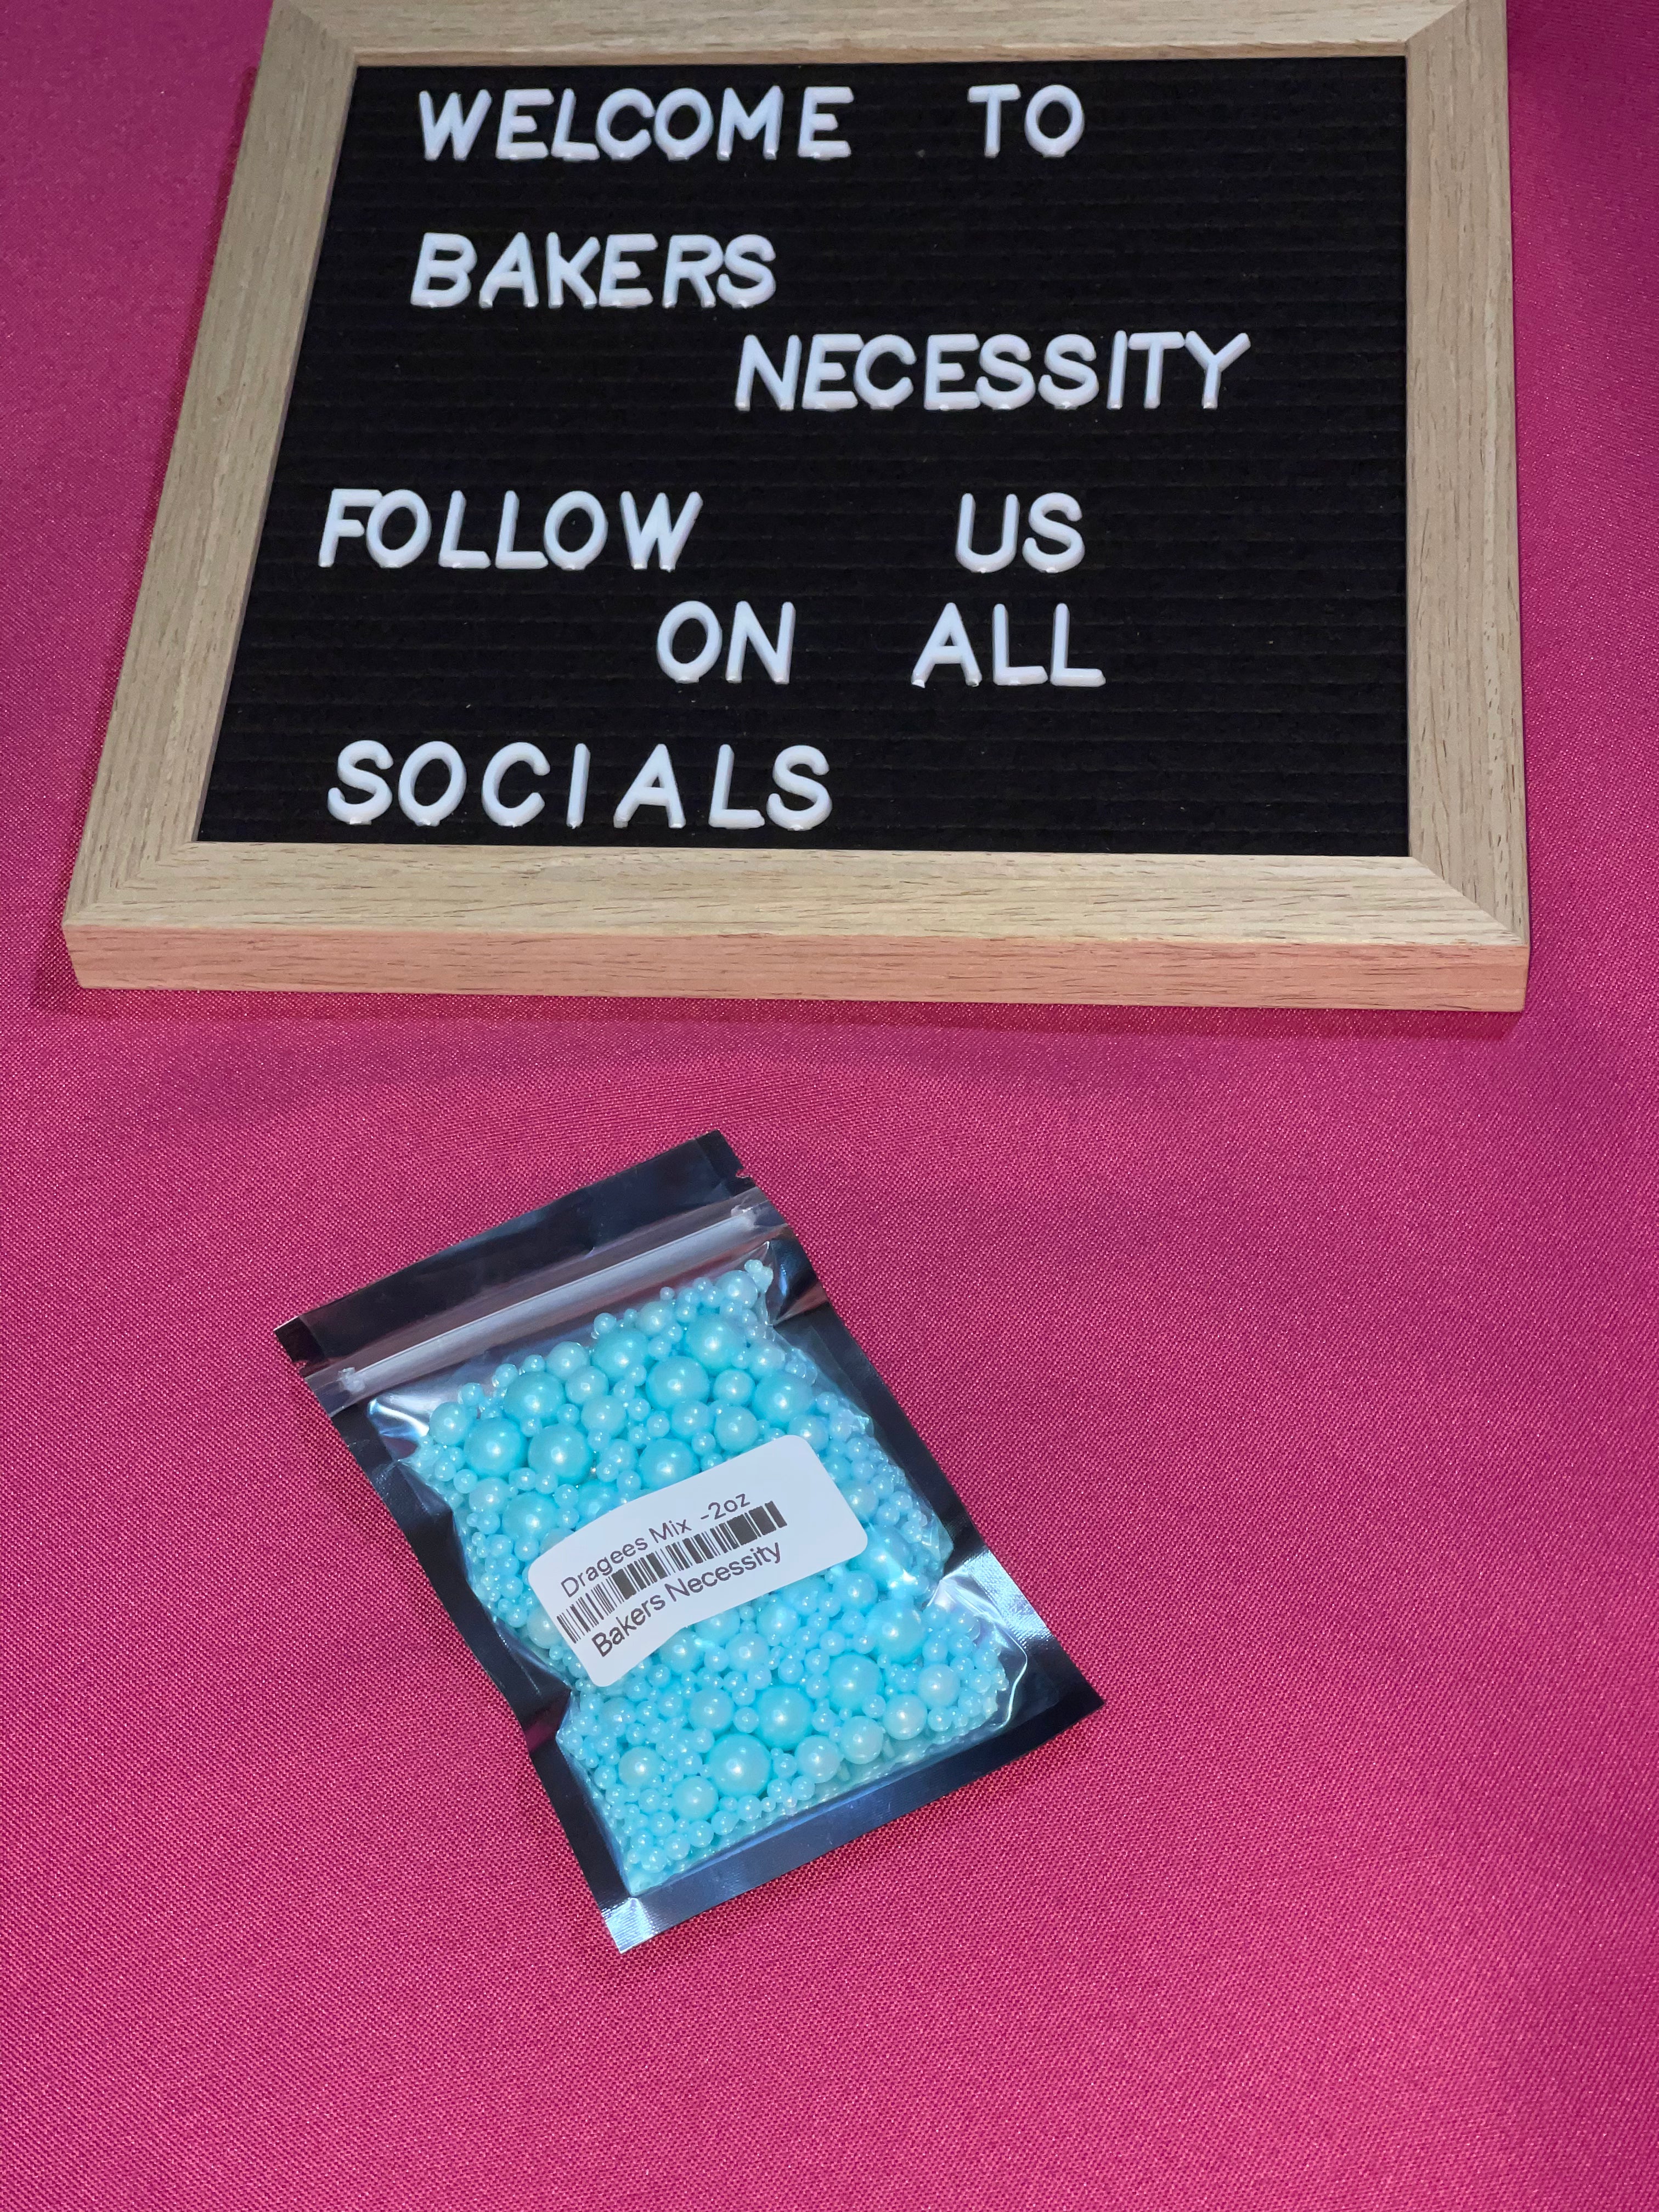 WELCOME TO
BAKERS
NECESSITY
FOLLOW US
ON ALL
SOCIALS
Dragees Mix -2oz
Bakers Necessity